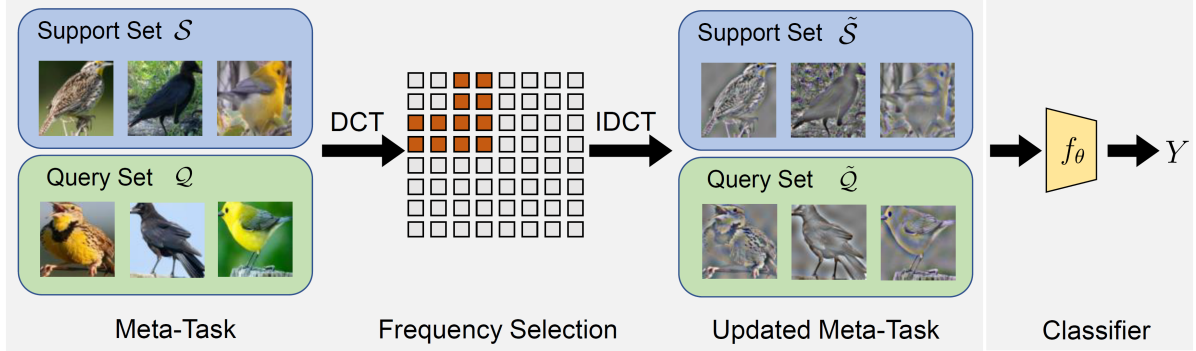 Support Set 𝒮
Query Set 𝒬
Meta-Task
DCT
IDCT
Frequency Selection
Support Set 𝒮̃
Query Set 𝒬̃
Updated Meta-Task
f_θ
Y
Classifier